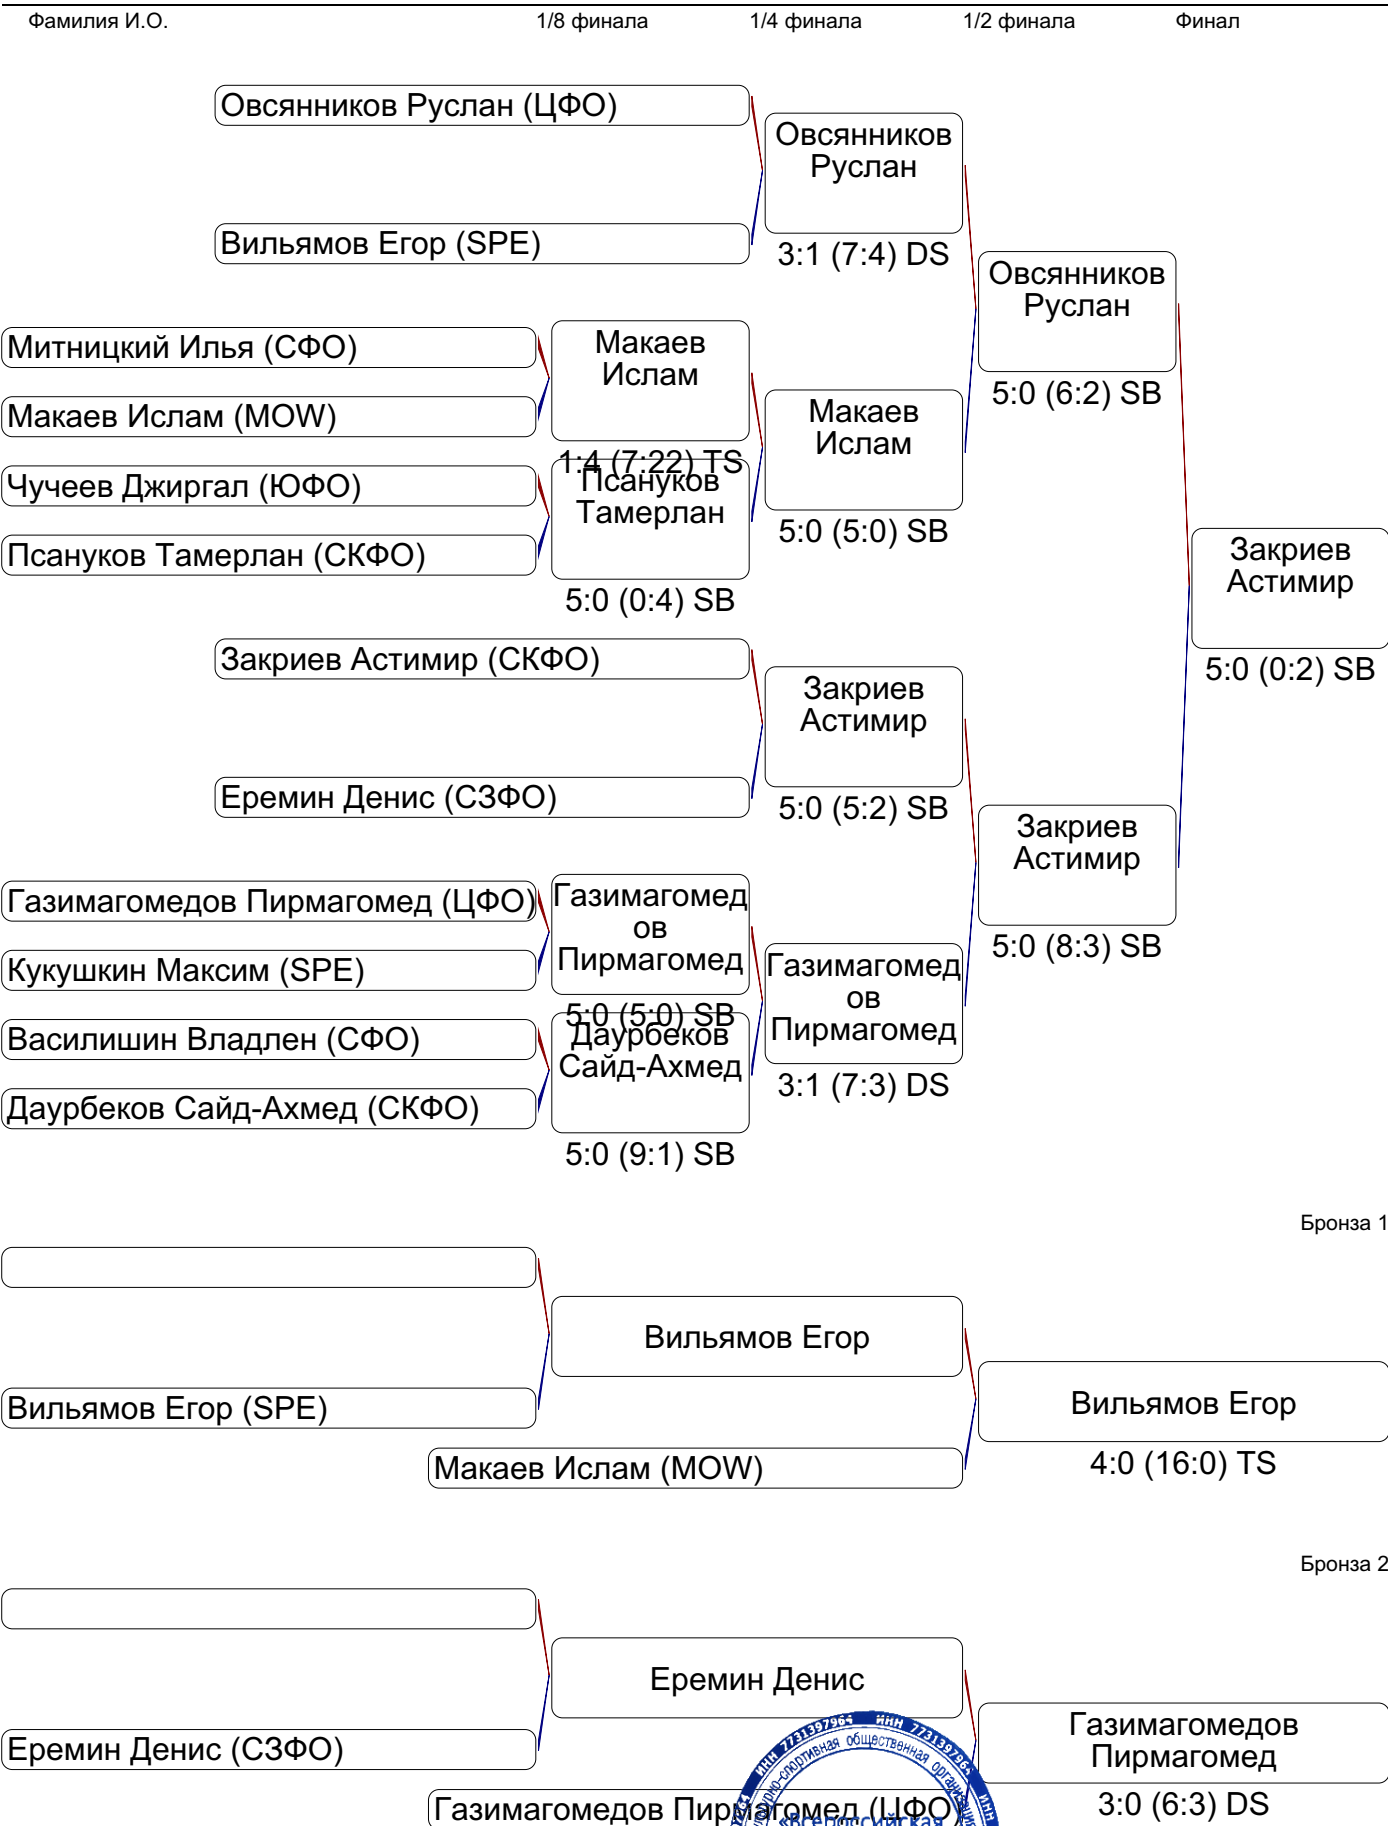 Фамилия И.О. 1/8 финала 1/4 финала 1/2 финала Финал
Овсянников Руслан (ЦФО)
Овсянников
Руслан
Вильямов Егор (SPE)
3:1 (7:4) DS
Овсянников
Руслан
5:0 (6:2) SB
Митницкий Илья (СФО)
Макаев
Ислам
Макаев Ислам (MOW)
1:4 (7:22) TS
Макаев
Ислам
5:0 (5:0) SB
Чучеев Джиргал (ЮФО)
Псануков
Тамерлан
Псануков Тамерлан (СКФО)
5:0 (0:4) SB
Закриев
Астимир
5:0 (0:2) SB
Закриев Астимир (СКФО)
Закриев
Астимир
Еремин Денис (СЗФО)
5:0 (5:2) SB
Закриев
Астимир
5:0 (8:3) SB
Газимагомедов Пирмагомед (ЦФО)
Газимагомед
ов
Пирмагомед
Кукушкин Максим (SPE)
5:0 (5:0) SB
Газимагомед
ов
Пирмагомед
3:1 (7:3) DS
Василишин Владлен (СФО)
Даурбеков
Сайд-Ахмед
Даурбеков Сайд-Ахмед (СКФО)
5:0 (9:1) SB
Бронза 1
Вильямов Егор
Вильямов Егор (SPE)
Вильямов Егор
Макаев Ислам (MOW)
4:0 (16:0) TS
Бронза 2
Еремин Денис
Еремин Денис (СЗФО)
Газимагомедов
Пирмагомед
Газимагомедов Пирмагомед (ЦФО)
3:0 (6:3) DS
ИНН 7731397964 ИНН 7731397964
спортивная общественная организация
«Всероссийская